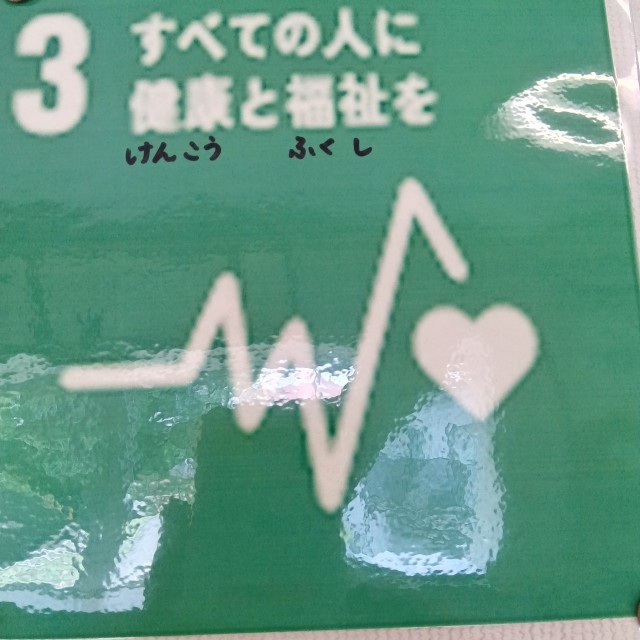 3
すべての人に
健康と福祉を
けんこう ふくし